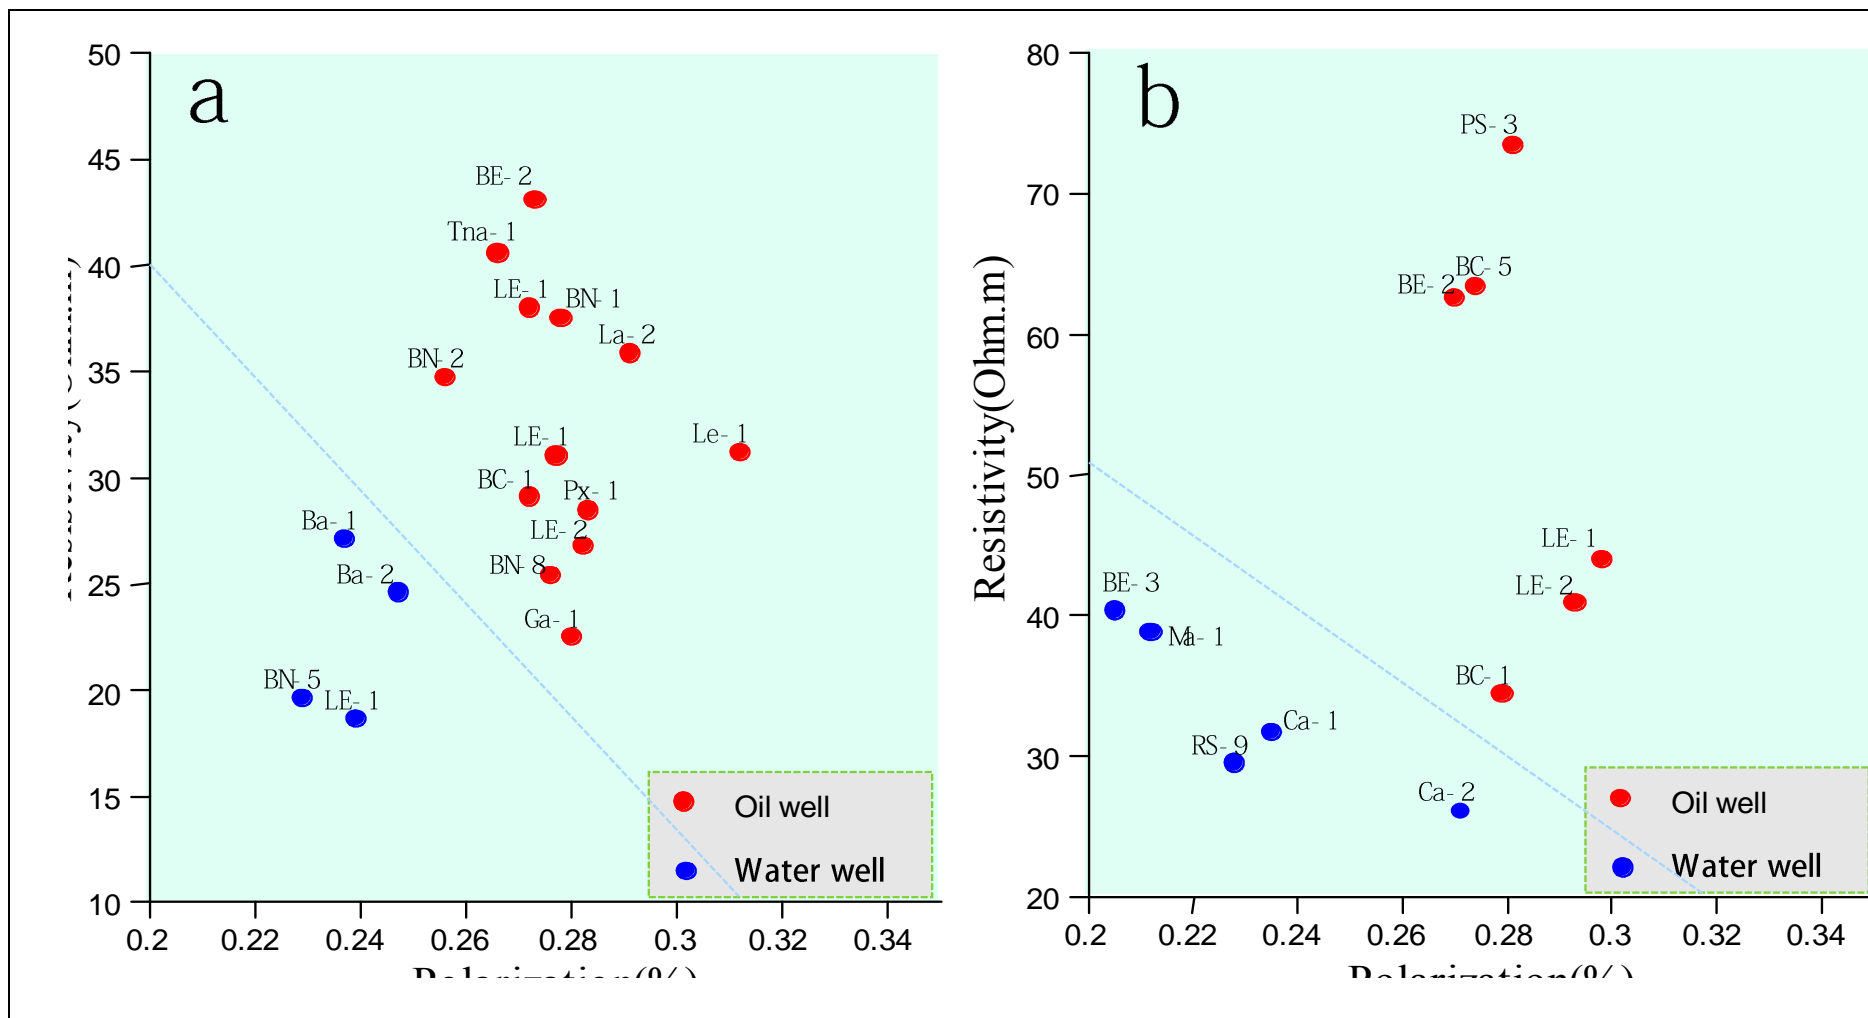 a
50
45
40
35
30
25
20
15
10
0.2
0.22
0.24
0.26
0.28
0.3
0.32
0.34
Polarization(%)
BE-2
Tna-1
LE-1
BN-1
La-2
BN-2
LE-1
Le-1
BC-1
Px-1
LE-2
BN-8
Ga-1
Ba-1
Ba-2
BN-5
LE-1
Oil well
Water well
b
Resistivity(Ohm.m)
80
70
60
50
40
30
20
0.2
0.22
0.24
0.26
0.28
0.3
0.32
0.34
Polarization(%)
PS-3
BC-5
BE-2
LE-1
LE-2
BE-3
Ma-1
BC-1
Ca-1
RS-9
Ca-2
Oil well
Water well